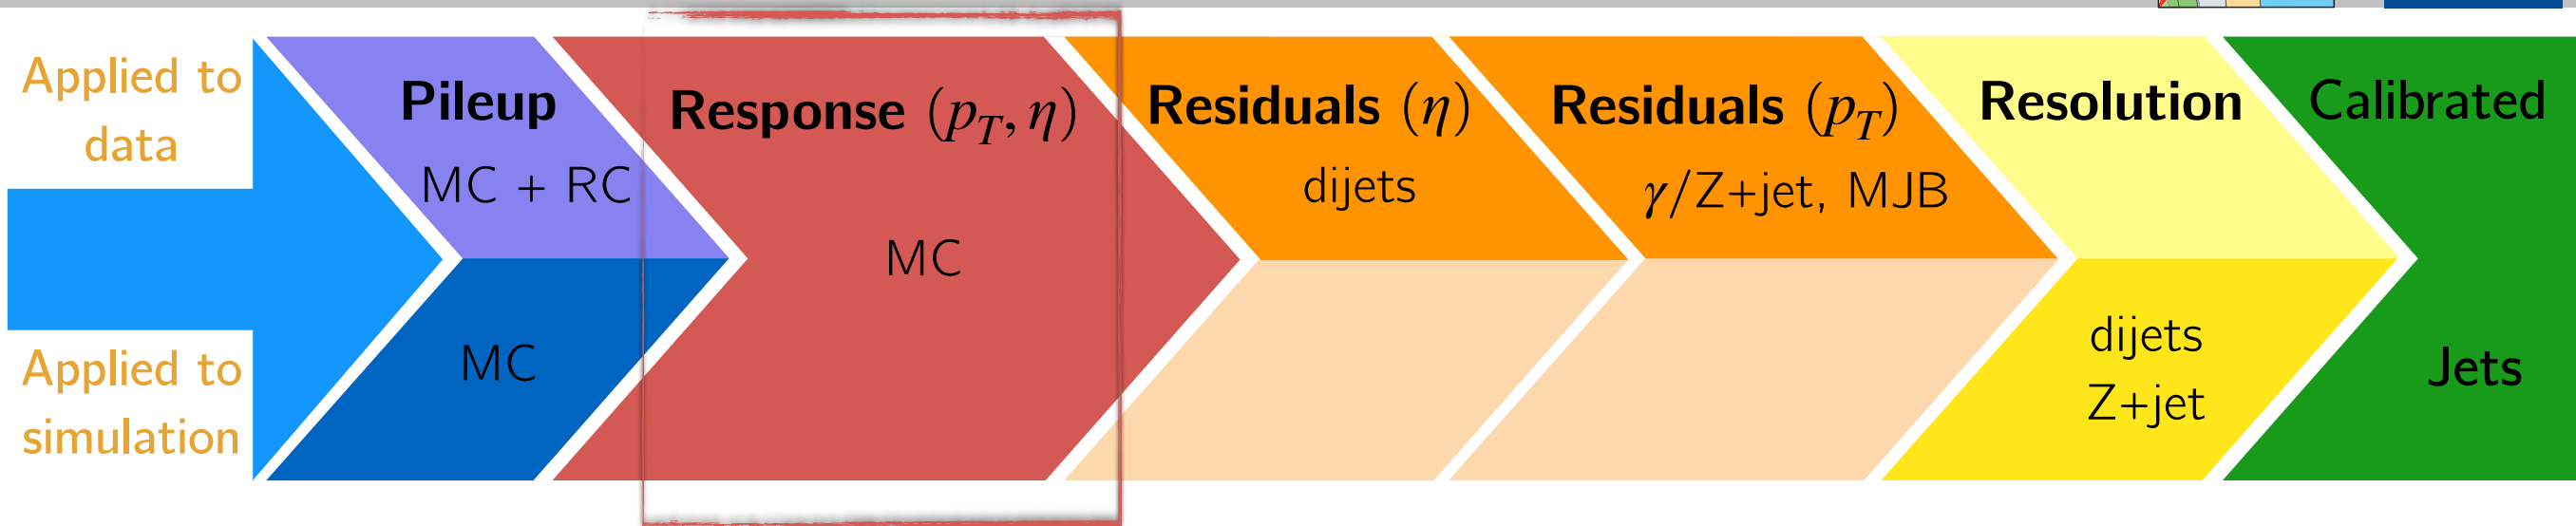 Applied to
data
Applied to
simulation
Pileup
MC + RC
MC
Response (p_T, η)
MC
Residuals (η)
dijets
Residuals (p_T)
γ/Z+jet, MJB
Resolution
dijets
Z+jet
Calibrated
Jets